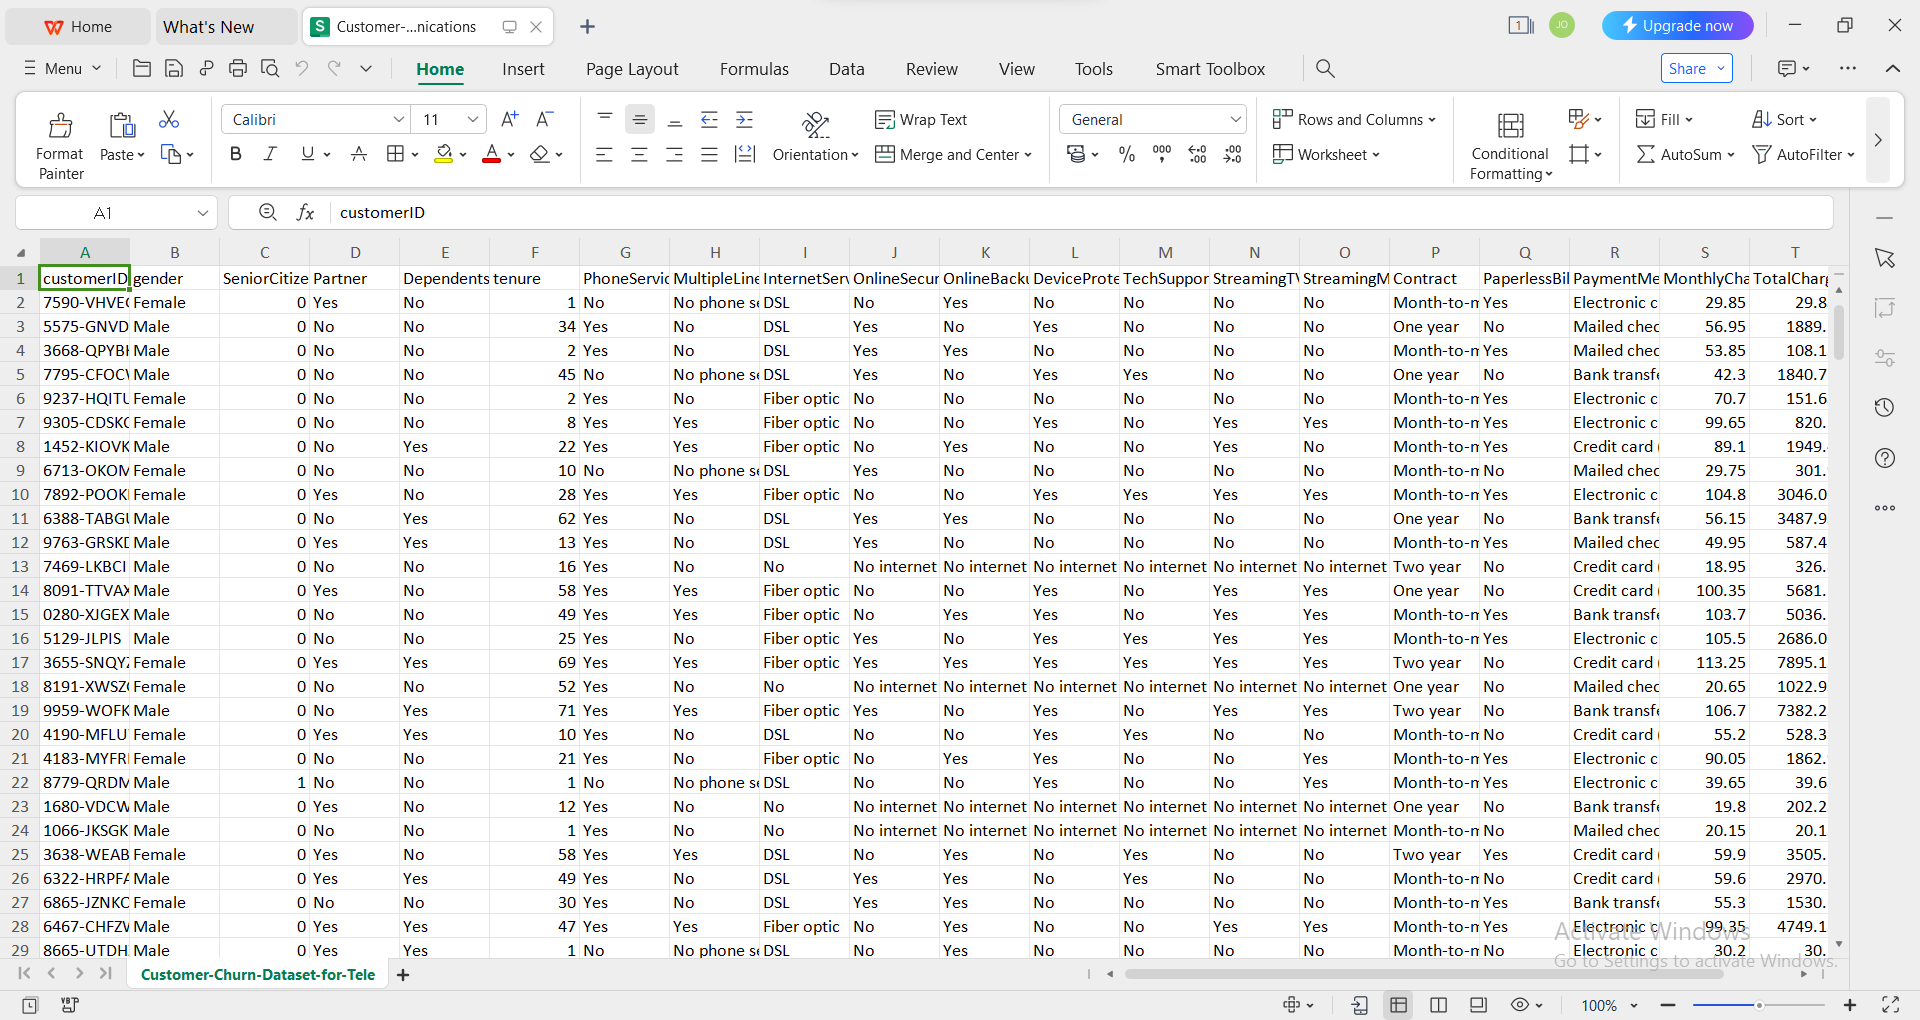 Home What's New Customer-...nications
1 JO Upgrade now
Menu Home Insert Page Layout Formulas Data Review View Tools Smart Toolbox Share
Format Painter Paste Calibri 11 A+ A- Wrap Text General Rows and Columns Fill Sort
B I U A A Orientation Merge and Center % Worksheet Conditional Formatting AutoSum AutoFilter
A1 fx customerID
A B C D E F G H I J K L M N O P Q R S T
1 customerID gender SeniorCitize Partner Dependents tenure PhoneServic MultipleLine InternetServ OnlineSecur OnlineBacku DeviceProte TechSuppor StreamingTV StreamingM Contract PaperlessBil PaymentMe MonthlyCha TotalCharg
2 7590-VHVEG Female 0 Yes No 1 No No phone se DSL No Yes No No No No Month-to-m Yes Electronic c 29.85 29.8
3 5575-GNVD Male 0 No No 34 Yes No DSL Yes No Yes No No No One year No Mailed chec 56.95 1889.
4 3668-QPYBK Male 0 No No 2 Yes No DSL Yes Yes No No No No Month-to-m Yes Mailed chec 53.85 108.1
5 7795-CFOCW Male 0 No No 45 No No phone se DSL Yes No Yes Yes No No One year No Bank transfe 42.3 1840.7
6 9237-HQITU Female 0 No No 2 Yes No Fiber optic No No No No No No Month-to-m Yes Electronic c 70.7 151.6
7 9305-CDSKC Female 0 No No 8 Yes Yes Fiber optic No No Yes No Yes Yes Month-to-m Yes Electronic c 99.65 820.
8 1452-KIOVK Male 0 No Yes 22 Yes Yes Fiber optic No Yes No No Yes No Month-to-m Yes Credit card 89.1 1949.
9 6713-OKOM Female 0 No No 10 No No phone se DSL Yes No No No No No Month-to-m No Mailed chec 29.75 301.
10 7892-POOK Female 0 Yes No 28 Yes Yes Fiber optic No No Yes Yes Yes Yes Month-to-m Yes Electronic c 104.8 3046.0
11 6388-TABGU Male 0 No Yes 62 Yes No DSL Yes Yes No No No No One year No Bank transfe 56.15 3487.9
12 9763-GRSKD Male 0 Yes Yes 13 Yes No DSL Yes No No No No No Month-to-m Yes Mailed chec 49.95 587.4
13 7469-LKBCI Male 0 No No 16 Yes No No No internet No internet No internet No internet No internet No internet Two year No Credit card 18.95 326.
14 8091-TTVAX Male 0 Yes No 58 Yes Yes Fiber optic No No Yes No Yes Yes One year No Credit card 100.35 5681.
15 0280-XJGEX Male 0 No No 49 Yes Yes Fiber optic No Yes Yes No Yes Yes Month-to-m Yes Bank transfe 103.7 5036.
16 5129-JLPIS Male 0 No No 25 Yes No Fiber optic Yes No Yes Yes Yes Yes Month-to-m Yes Electronic c 105.5 2686.0
17 3655-SNQYZ Female 0 Yes Yes 69 Yes Yes Fiber optic Yes Yes Yes Yes Yes Yes Two year No Credit card 113.25 7895.1
18 8191-XWSZG Female 0 No No 52 Yes No No No internet No internet No internet No internet No internet No internet One year No Mailed chec 20.65 1022.9
19 9959-WOFK Male 0 No Yes 71 Yes Yes Fiber optic Yes No Yes No Yes Yes Two year No Bank transfe 106.7 7382.2
20 4190-MFLU Female 0 Yes Yes 10 Yes No DSL No No Yes Yes No No Month-to-m No Credit card 55.2 528.3
21 4183-MYFR Female 0 No No 21 Yes No Fiber optic No Yes Yes No No Yes Month-to-m Yes Electronic c 90.05 1862.
22 8779-QRDM Male 1 No No 1 No No phone se DSL No No Yes No No Yes Month-to-m Yes Electronic c 39.65 39.6
23 1680-VDCW Male 0 Yes No 12 Yes No No No internet No internet No internet No internet No internet No internet One year No Bank transfe 19.8 202.2
24 1066-JKSGK Male 0 No No 1 Yes No No No internet No internet No internet No internet No internet No internet Month-to-m No Mailed chec 20.15 20.1
25 3638-WEAB Female 0 Yes No 58 Yes Yes DSL No Yes No Yes No No Two year Yes Credit card 59.9 3505.
26 6322-HRPFA Male 0 Yes Yes 49 Yes No DSL Yes Yes No Yes No No Month-to-m No Credit card 59.6 2970.
27 6865-JZNKO Female 0 No No 30 Yes No DSL Yes Yes No No No No Month-to-m Yes Bank transfe 55.3 1530.
28 6467-CHFZW Male 0 Yes Yes 47 Yes Yes Fiber optic No Yes No No Yes Yes Month-to-m Yes Electronic c 99.35 4749.1
29 8665-UTDH Male 0 Yes Yes 1 No No phone se DSL No Yes No No No No Month-to-m No Electronic c 30.2 30.
Activate Windows
Go to Settings to activate Windows.
Customer-Churn-Dataset-for-Tele
100%